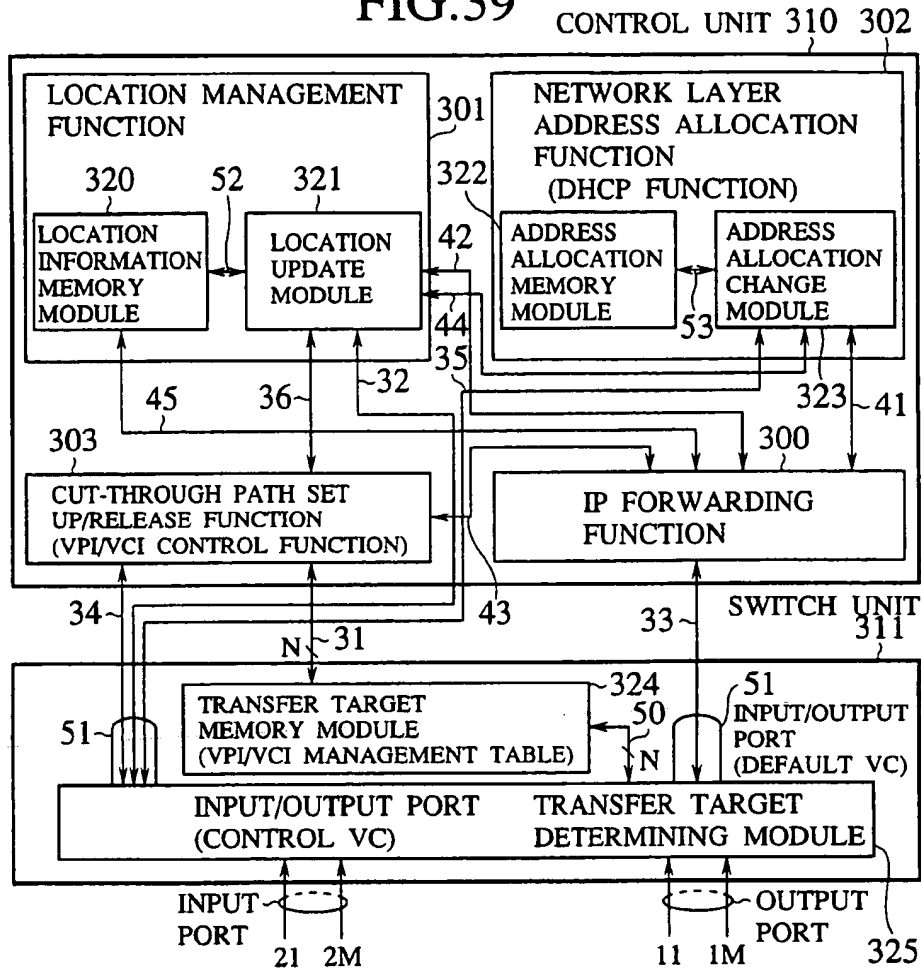 FIG.39
CONTROL UNIT 310 302
LOCATION MANAGEMENT
FUNCTION
301
NETWORK LAYER
ADDRESS ALLOCATION
FUNCTION
(DHCP FUNCTION)
320
52
321
322
42
LOCATION
INFORMATION
MEMORY
MODULE
LOCATION
UPDATE
MODULE
ADDRESS
ALLOCATION
MEMORY
MODULE
ADDRESS
ALLOCATION
CHANGE
MODULE
44
53
35
45
36
32
323
41
303
300
CUT-THROUGH PATH SET
UP/RELEASE FUNCTION
(VPI/VCI CONTROL FUNCTION)
IP FORWARDING
FUNCTION
34
N
31
43
33
SWITCH UNIT
311
51
TRANSFER TARGET
MEMORY MODULE
(VPI/VCI MANAGEMENT TABLE)
324
50
N
51
INPUT/OUTPUT
PORT
(DEFAULT VC)
INPUT/OUTPUT PORT
(CONTROL VC)
TRANSFER TARGET
DETERMINING MODULE
INPUT
PORT
OUTPUT
PORT
21
2M
11
1M
325